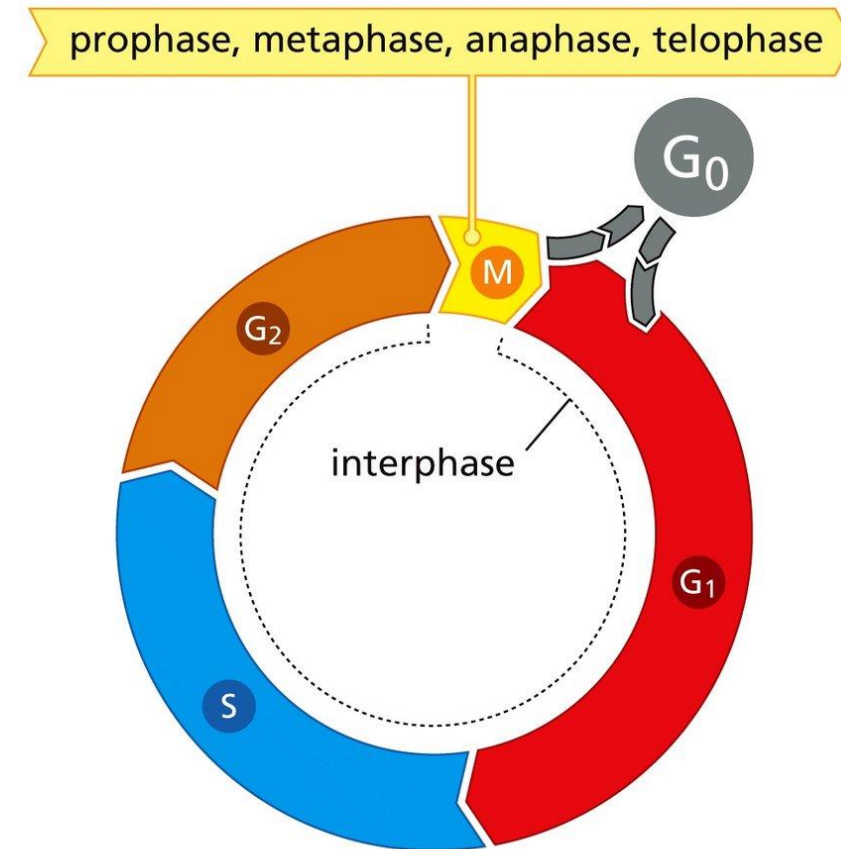 prophase, metaphase, anaphase, telophase
G₀
M
G₂
interphase
G₁
S